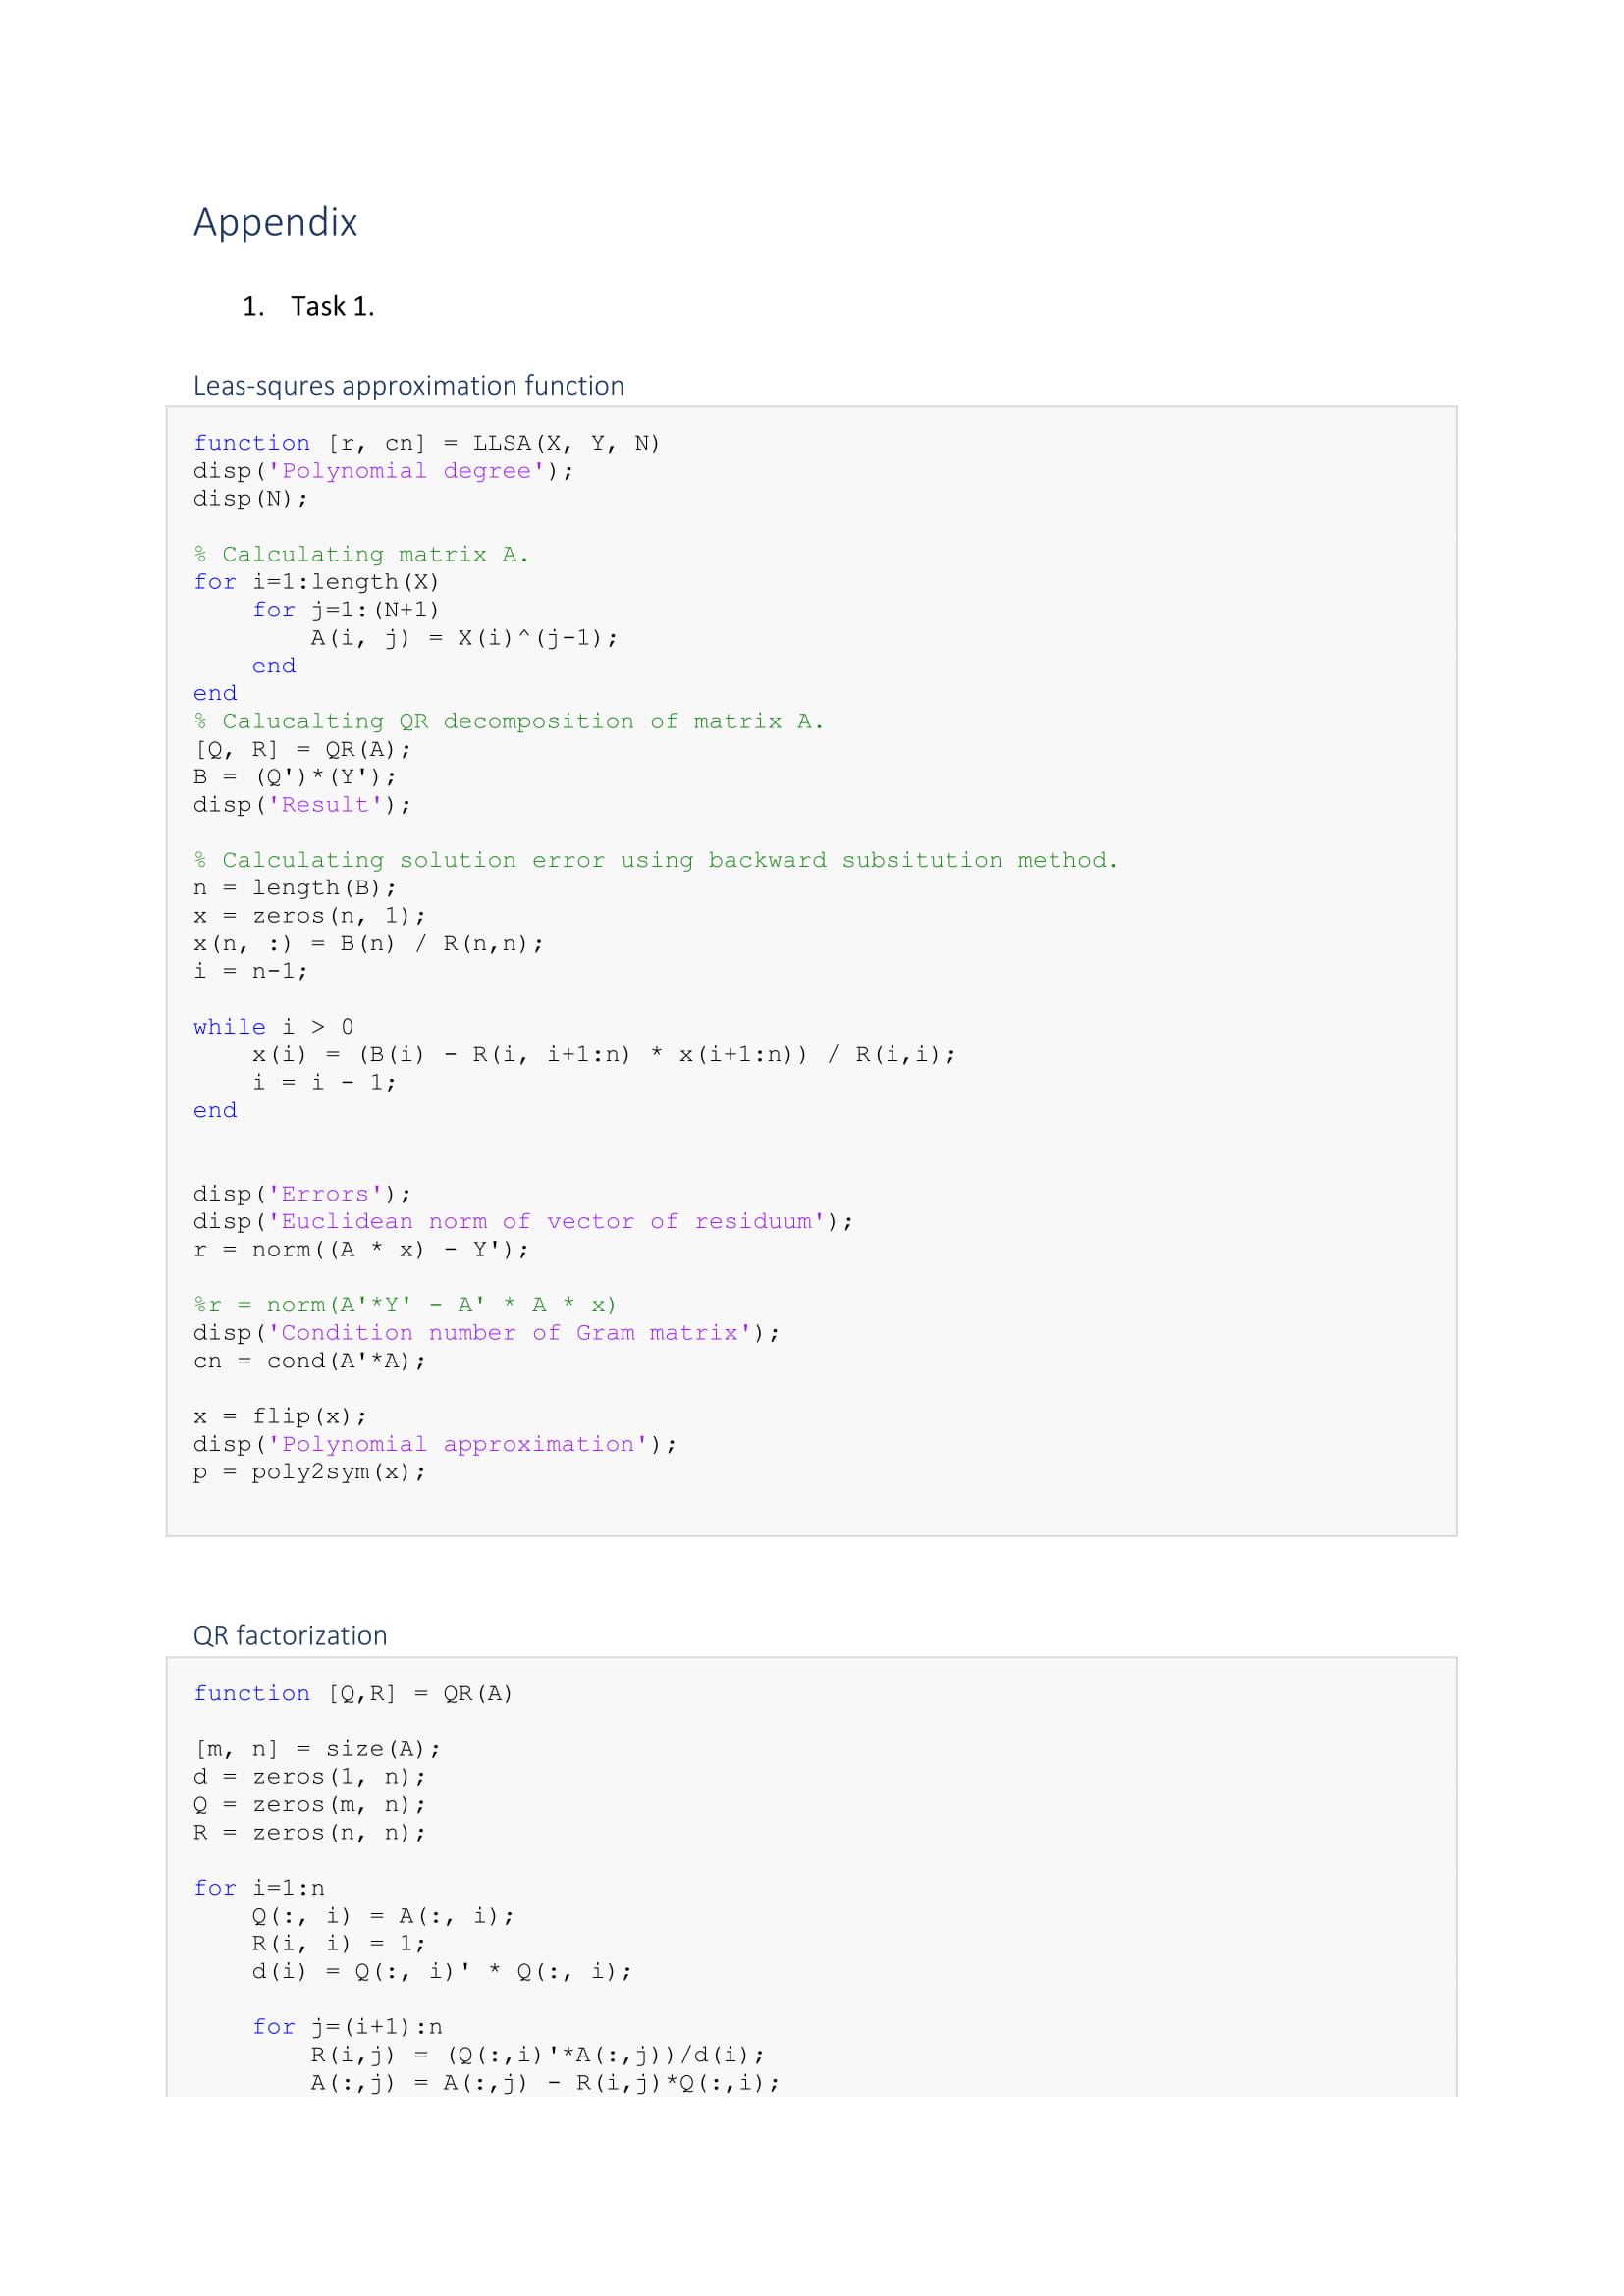 Appendix
1. Task 1.
Leas-squres approximation function
function [r, cn] = LLSA(X, Y, N)
disp('Polynomial degree');
disp(N);
% Calculating matrix A.
for i=1:length(X)
    for j=1:(N+1)
        A(i, j) = X(i)^(j-1);
    end
end
% Calucalting QR decomposition of matrix A.
[Q, R] = QR(A);
B = (Q')*(Y');
disp('Result');
% Calculating solution error using backward subsitution method.
n = length(B);
x = zeros(n, 1);
x(n, :) = B(n) / R(n,n);
i = n-1;
while i > 0
    x(i) = (B(i) - R(i, i+1:n) * x(i+1:n)) / R(i,i);
    i = i - 1;
end
disp('Errors');
disp('Euclidean norm of vector of residuum');
r = norm((A * x) - Y');
%r = norm(A'*Y' - A' * A * x)
disp('Condition number of Gram matrix');
cn = cond(A'*A);
x = flip(x);
disp('Polynomial approximation');
p = poly2sym(x);
QR factorization
function [Q,R] = QR(A)
[m, n] = size(A);
d = zeros(1, n);
Q = zeros(m, n);
R = zeros(n, n);
for i=1:n
    Q(:, i) = A(:, i);
    R(i, i) = 1;
    d(i) = Q(:, i)' * Q(:, i);
    for j=(i+1):n
        R(i,j) = (Q(:,i)'*A(:,j))/d(i);
        A(:,j) = A(:,j) - R(i,j)*Q(:,i);